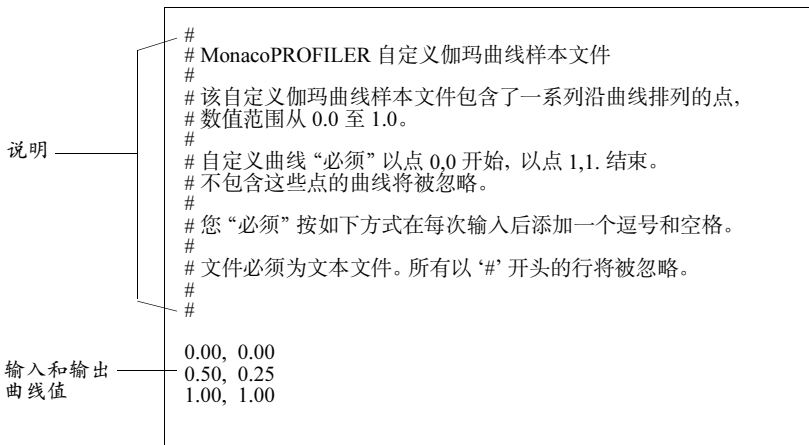 #
# MonacoPROFILER 自定义伽玛曲线样本文件
#
# 该自定义伽玛曲线样本文件包含了一系列沿曲线排列的点,
# 数值范围从 0.0 至 1.0。
#
# 自定义曲线 “必须” 以点 0,0 开始, 以点 1,1. 结束。
# 不包含这些点的曲线将被忽略。
#
# 您 “必须” 按如下方式在每次输入后添加一个逗号和空格。
#
# 文件必须为文本文件。所有以 ‘#’ 开头的行将被忽略。
#
#
说明
0.00, 0.00
0.50, 0.25
1.00, 1.00
输入和输出
曲线值